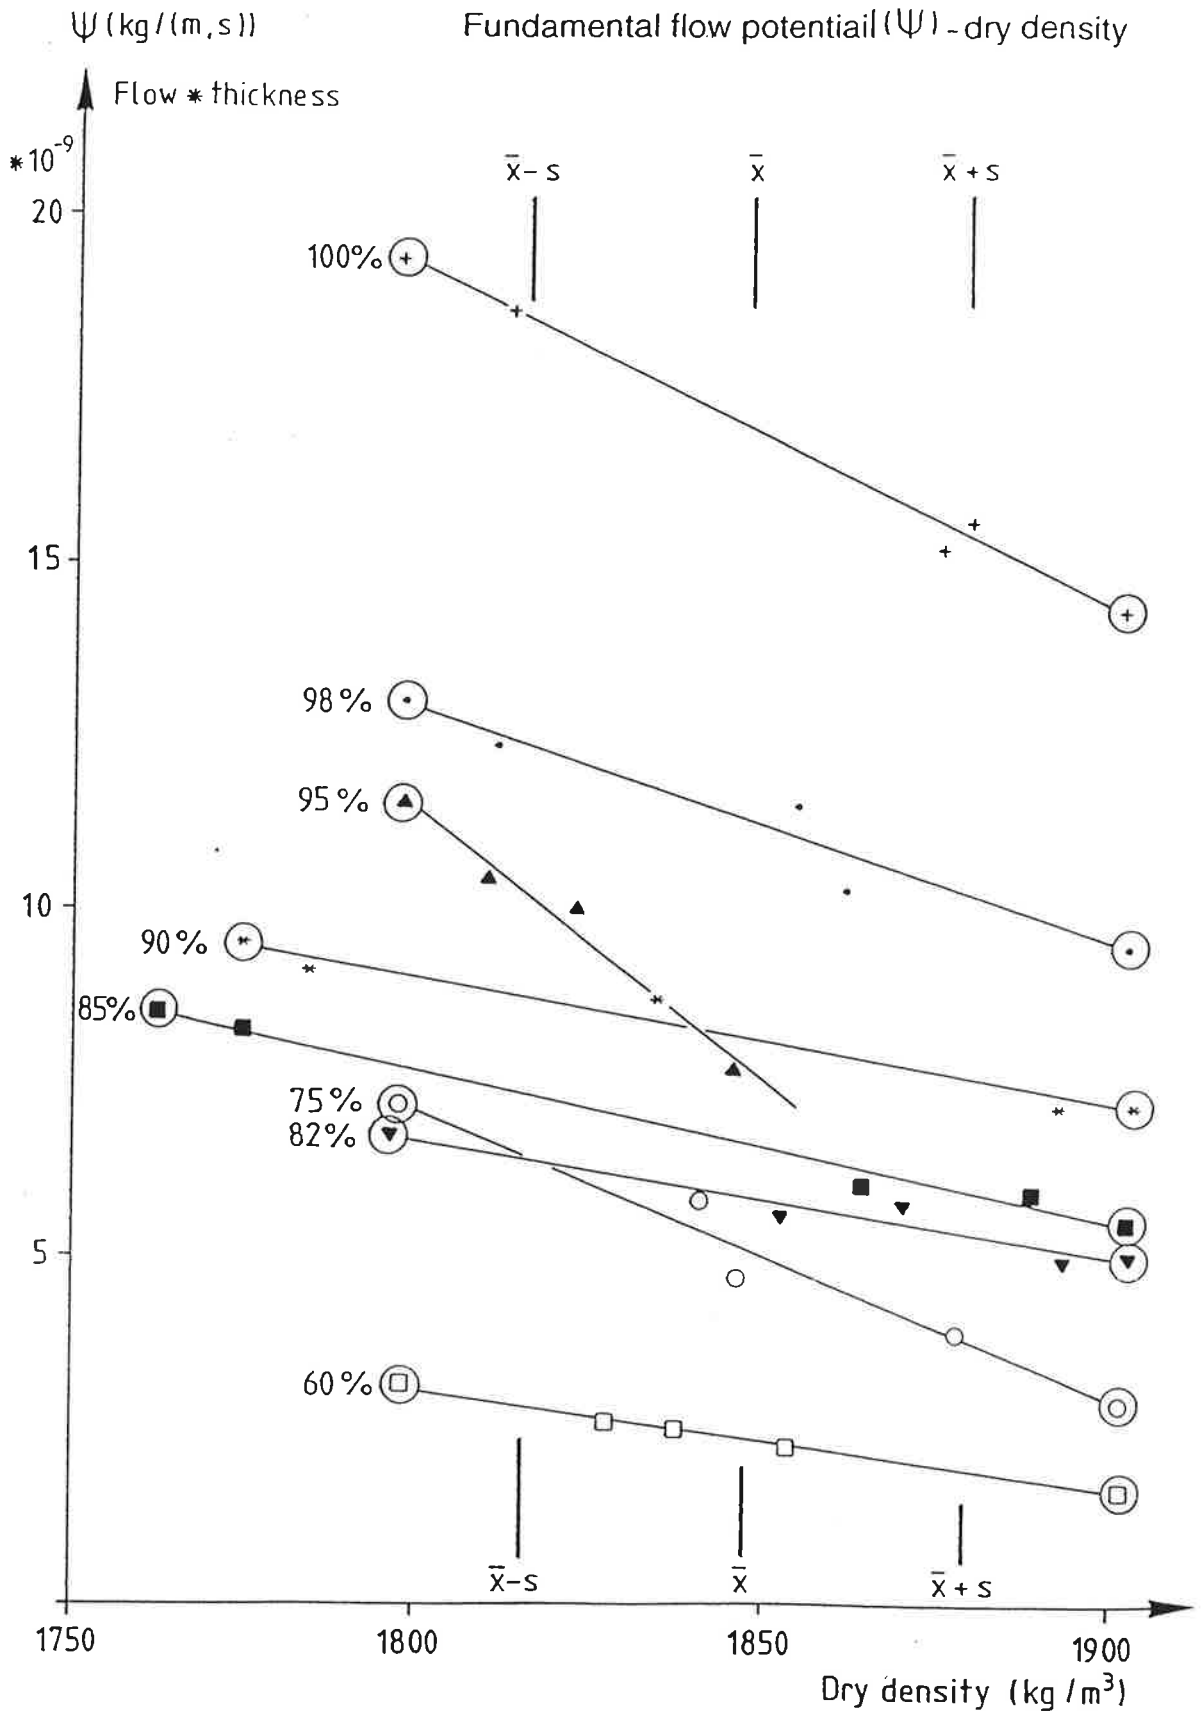 Ψ (kg/(m,s)) Fundamental flow potentiail (Ψ) - dry density
Flow * thickness
*10⁻⁹
x̄ - s x̄ x̄ + s
20
100%
15
98%
95%
10
90%
85%
75%
82%
5
60%
x̄-s x̄ x̄ + s
1750 1800 1850 1900
Dry density (kg/m³)